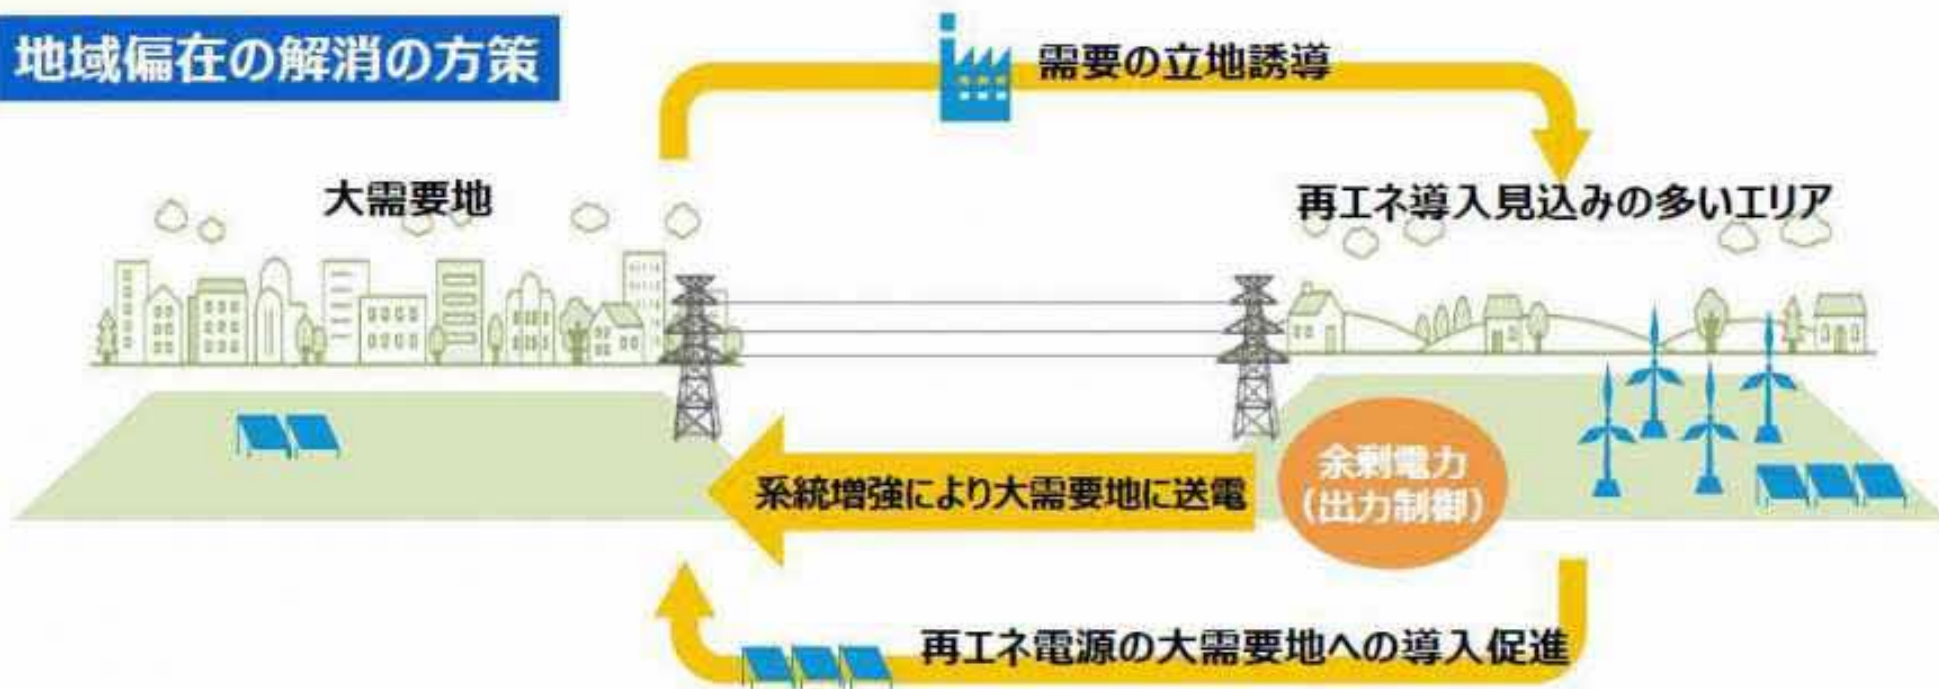 地域偏在の解消の方策
需要の立地誘導
大需要地
再エネ導入見込みの多いエリア
系統増強により大需要地に送電
余剰電力
(出力制御)
再エネ電源の大需要地への導入促進